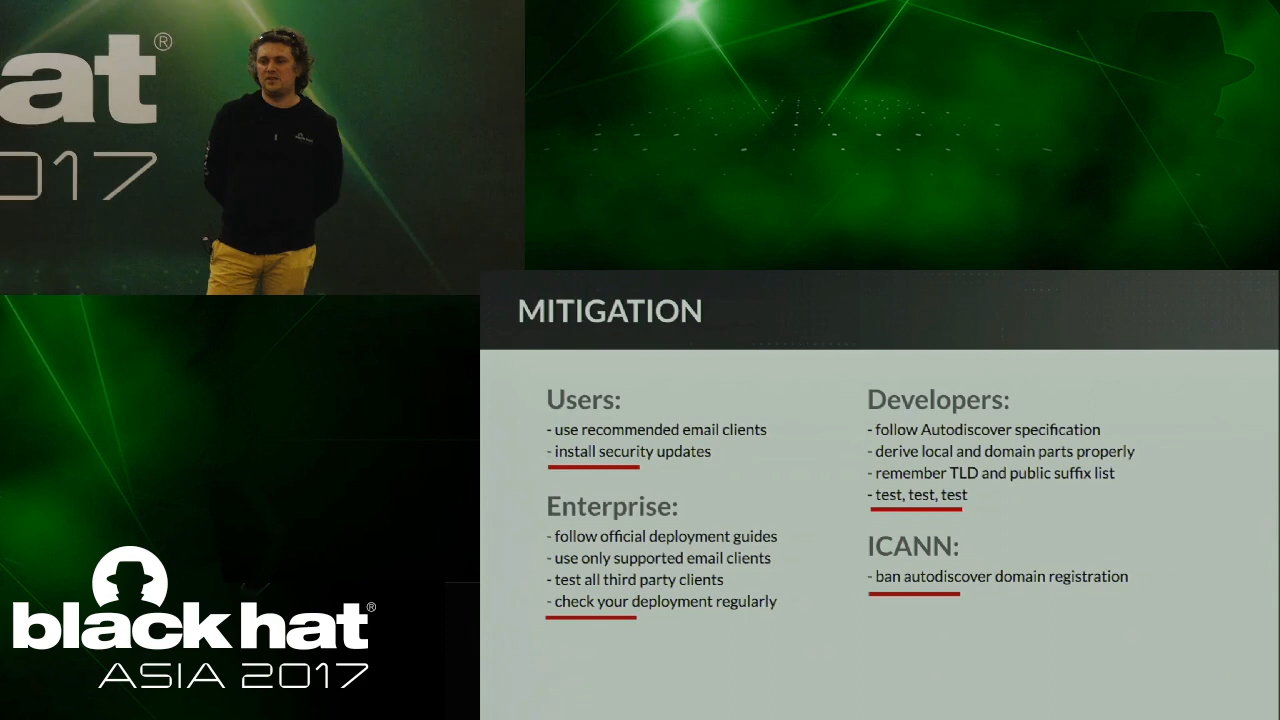 at®
017
MITIGATION
Users:
- use recommended email clients
- install security updates
Enterprise:
- follow official deployment guides
- use only supported email clients
- test all third party clients
- check your deployment regularly
Developers:
- follow Autodiscover specification
- derive local and domain parts properly
- remember TLD and public suffix list
- test, test, test
ICANN:
- ban autodiscover domain registration
black hat®
ASIA 2017